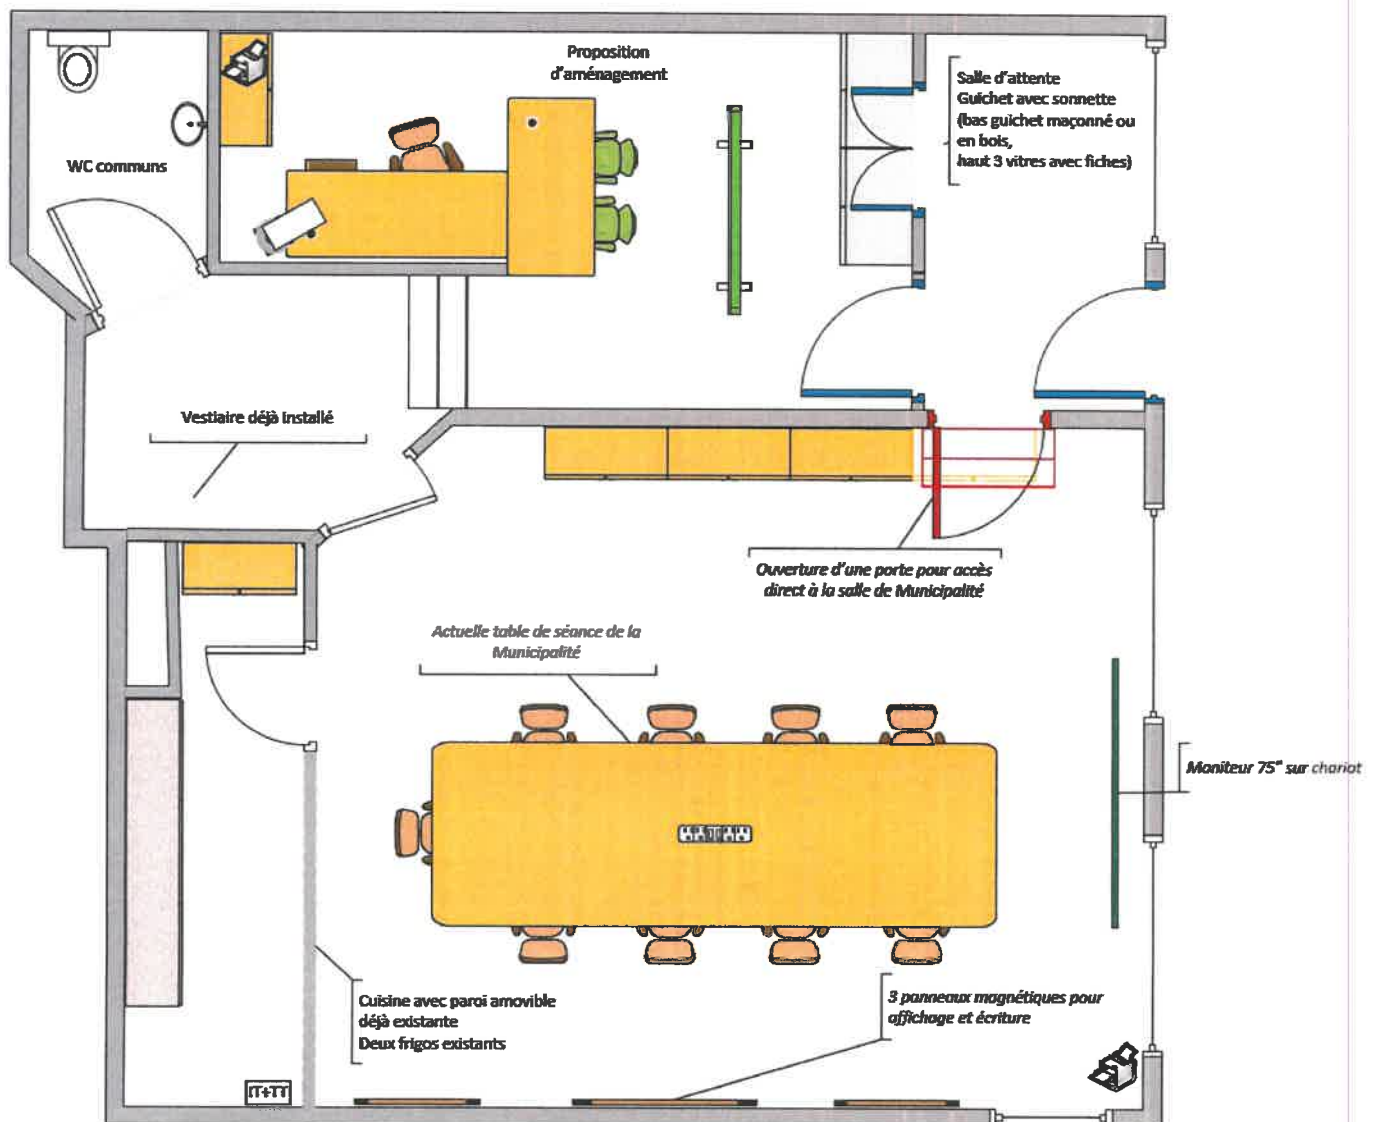 Proposition
d'aménagement
Salle d'attente
Guichet avec sonnette
(bas guichet maçonné ou
en bois,
haut 3 vitres avec fiches)
WC communs
Vestiaire déjà installé
Ouverture d'une porte pour accès
direct à la salle de Municipalité
Actuelle table de séance de la
Municipalité
Moniteur 75" sur chariot
Cuisine avec paroi amovible
déjà existante
Deux frigos existants
3 panneaux magnétiques pour
affichage et écriture
IT+TT